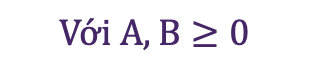 Với A, B ≥ 0